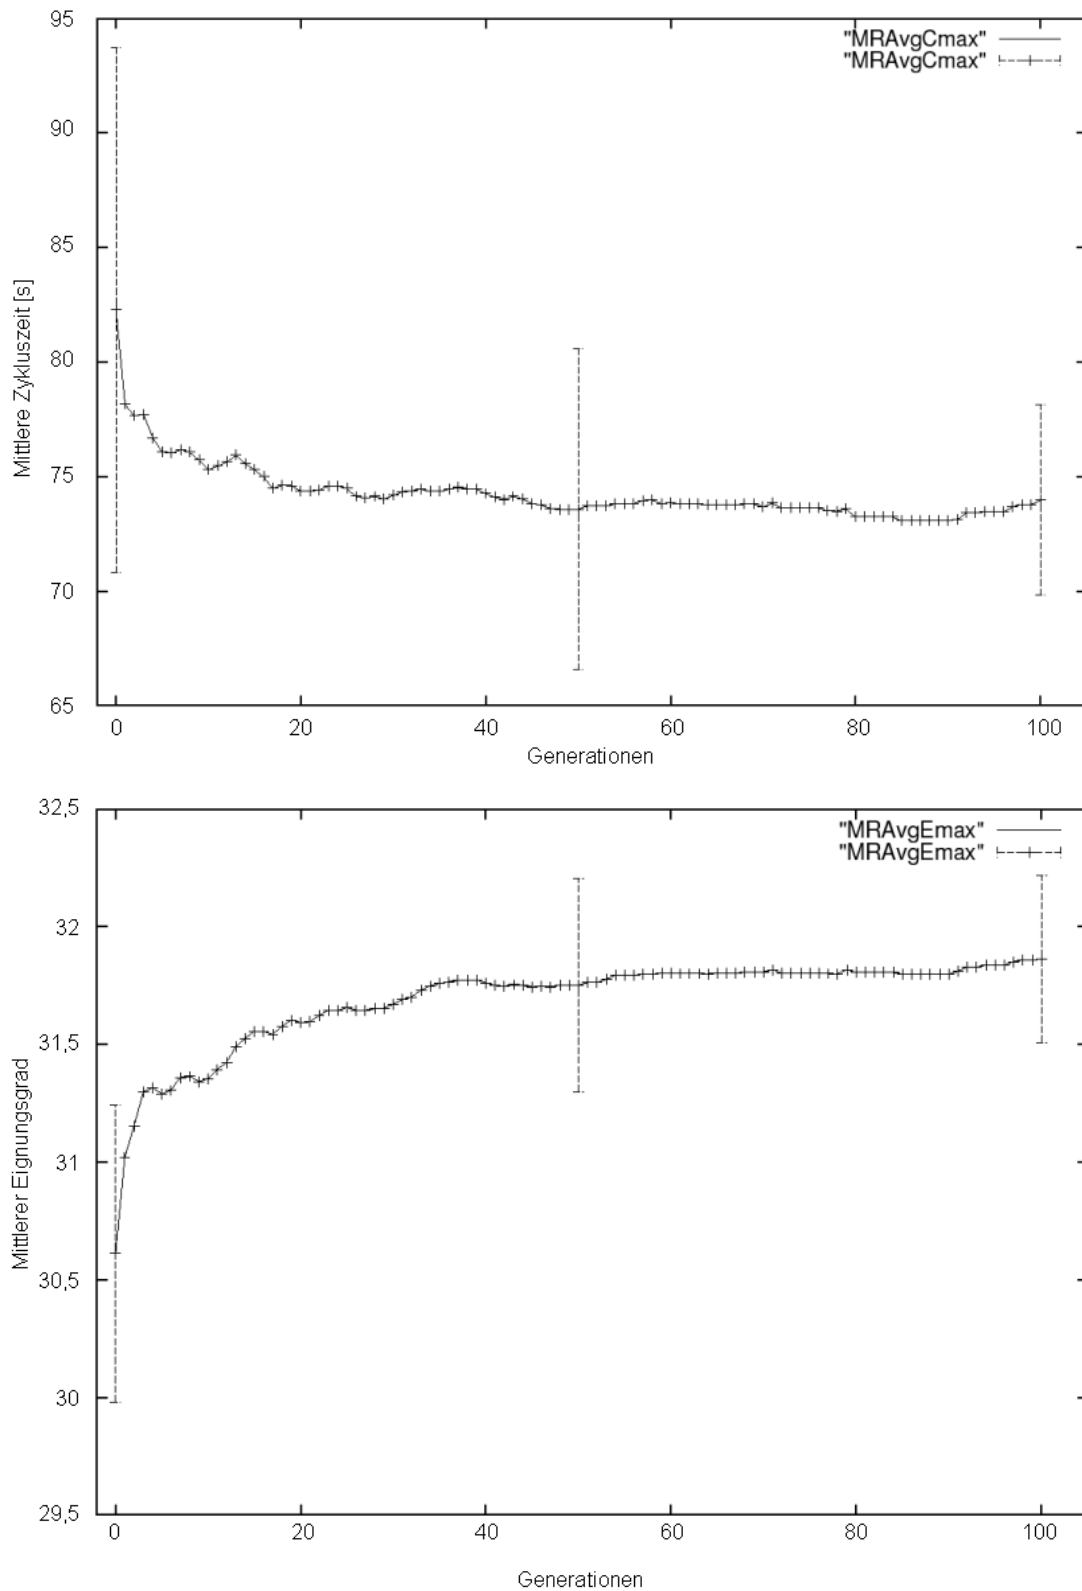 95
"MRAvgCmax"
"MRAvgCmax"
90
85
80
75
70
65
Mittlere Zykluszeit [s]
0 20 40 60 80 100
Generationen
32,5
"MRAvgEmax"
"MRAvgEmax"
32
31,5
31
30,5
30
29,5
Mittlerer Eignungsgrad
0 20 40 60 80 100
Generationen